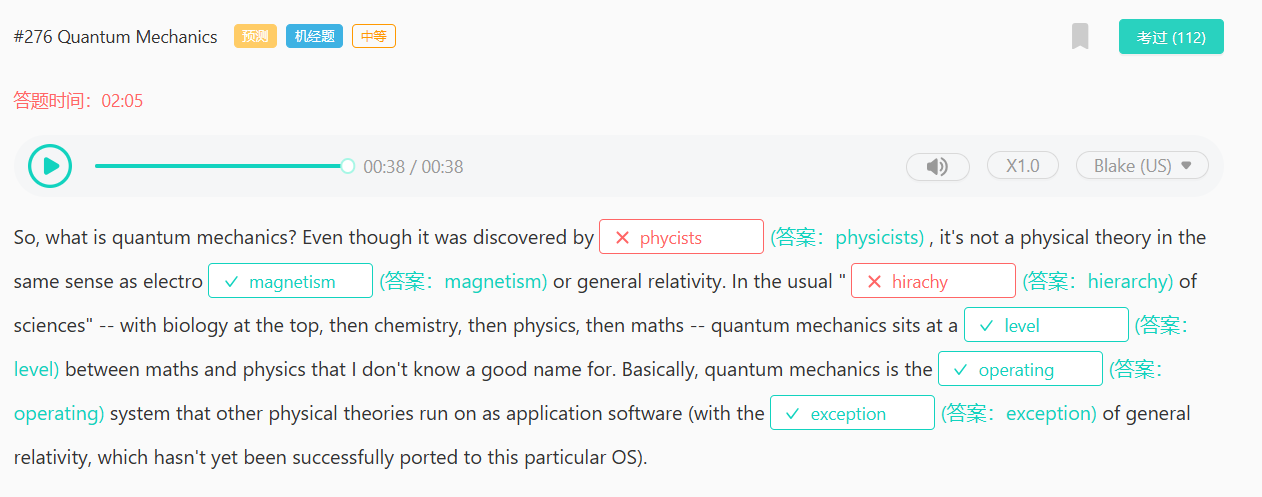 #276 Quantum Mechanics 预测 机经题 中等 考过 (112)
答题时间：02:05
00:38 / 00:38 X1.0 Blake (US)
So, what is quantum mechanics? Even though it was discovered by phycists (答案：physicists) , it's not a physical theory in the
same sense as electro magnetism (答案：magnetism) or general relativity. In the usual " hirachy (答案：hierarchy) of
sciences" -- with biology at the top, then chemistry, then physics, then maths -- quantum mechanics sits at a level (答案：
level) between maths and physics that I don't know a good name for. Basically, quantum mechanics is the operating (答案：
operating) system that other physical theories run on as application software (with the exception (答案：exception) of general
relativity, which hasn't yet been successfully ported to this particular OS).